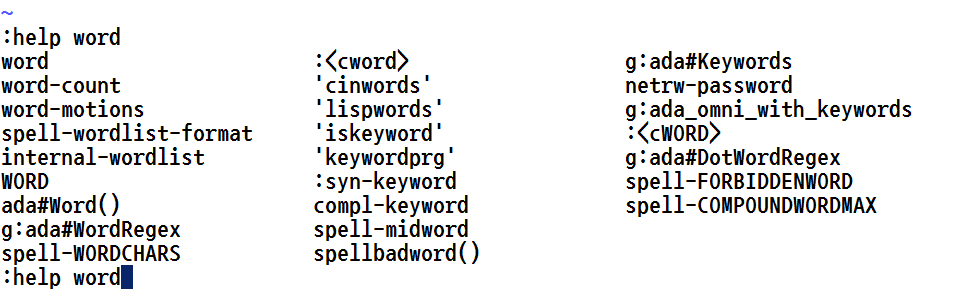 ~
:help word
word :<cword> g:ada#Keywords
word-count 'cinwords' netrw-password
word-motions 'lispwords' g:ada_omni_with_keywords
spell-wordlist-format 'iskeyword' :<cWORD>
internal-wordlist 'keywordprg' g:ada#DotWordRegex
WORD :syn-keyword spell-FORBIDDENWORD
ada#Word() compl-keyword spell-COMPOUNDWORDMAX
g:ada#WordRegex spell-midword
spell-WORDCHARS spellbadword()
:help word